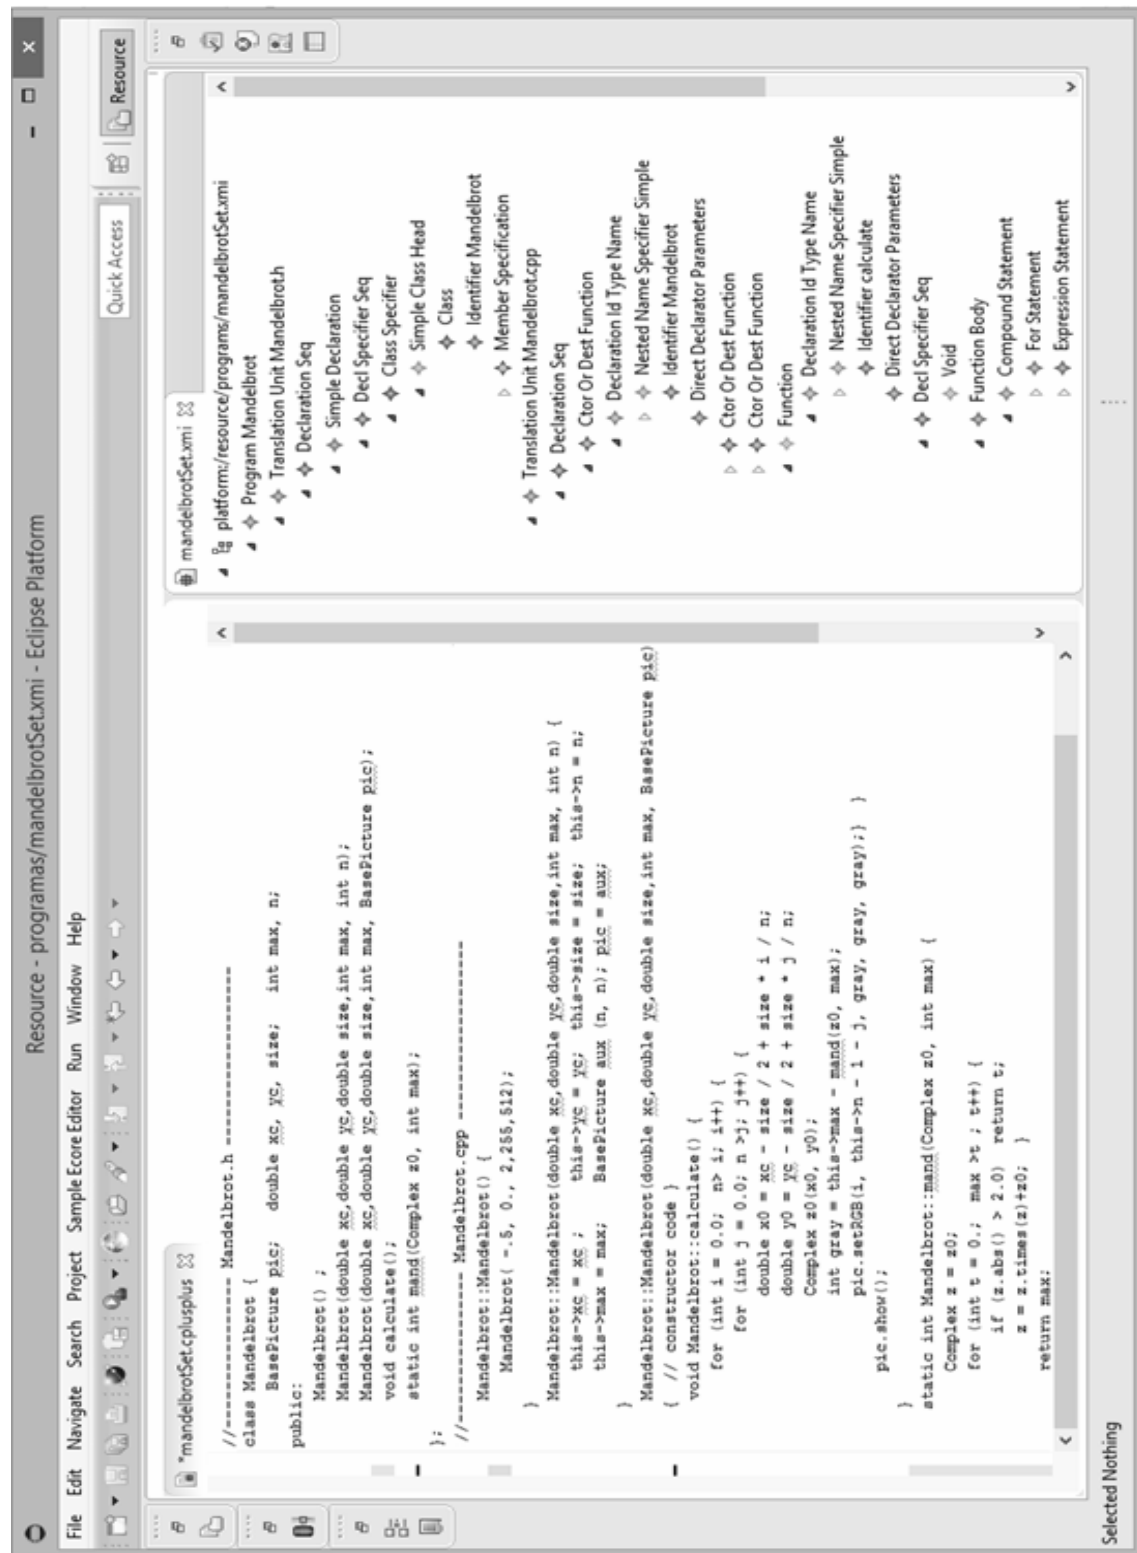 Resource - programas/mandelbrotSet.xmi - Eclipse Platform
File Edit Navigate Search Project Sample Ecore Editor Run Window Help
Quick Access
Resource
*mandelbrotSet.cplusplus
//-------------- Mandelbrot.h --------------------------
class Mandelbrot {
BasePicture pic; double xc, yc, size; int max, n;
public:
Mandelbrot() ;
Mandelbrot(double xc,double yc,double size,int max, int n);
Mandelbrot(double xc,double yc,double size,int max, BasePicture pic);
void calculate();
static int mand(Complex z0, int max);
};
//-------------- Mandelbrot.cpp --------------------------
Mandelbrot::Mandelbrot() {
Mandelbrot( -.5, 0., 2,255,512);
}
Mandelbrot::Mandelbrot(double xc,double yc,double size,int max, int n) {
this->xc = xc ; this->yc = yc; this->size = size; this->n = n;
this->max = max; BasePicture aux (n, n); pic = aux;
}
Mandelbrot::Mandelbrot(double xc,double yc,double size,int max, BasePicture pic)
{ // constructor code }
void Mandelbrot::calculate() {
for (int i = 0.0; n> i; i++) {
for (int j = 0.0; n >j; j++) {
double x0 = xc - size / 2 + size * i / n;
double y0 = yc - size / 2 + size * j / n;
Complex z0(x0, y0);
int gray = this->max - mand(z0, max);
pic.setRGB(i, this->n - 1 - j, gray, gray, gray);} }
pic.show();
}
static int Mandelbrot::mand(Complex z0, int max) {
Complex z = z0;
for (int t = 0.; max >t ; t++) {
if (z.abs() > 2.0) return t;
z = z.times(z)+z0; }
return max;
mandelbrotSet.xmi
platform:/resource/programs/mandelbrotSet.xmi
Program Mandelbrot
Translation Unit Mandelbrot.h
Declaration Seq
Simple Declaration
Decl Specifier Seq
Class Specifier
Simple Class Head
Class
Identifier Mandelbrot
Member Specification
Translation Unit Mandelbrot.cpp
Declaration Seq
Ctor Or Dest Function
Declaration Id Type Name
Nested Name Specifier Simple
Identifier Mandelbrot
Direct Declarator Parameters
Ctor Or Dest Function
Ctor Or Dest Function
Function
Declaration Id Type Name
Nested Name Specifier Simple
Identifier calculate
Direct Declarator Parameters
Decl Specifier Seq
Void
Function Body
Compound Statement
For Statement
Expression Statement
Selected Nothing